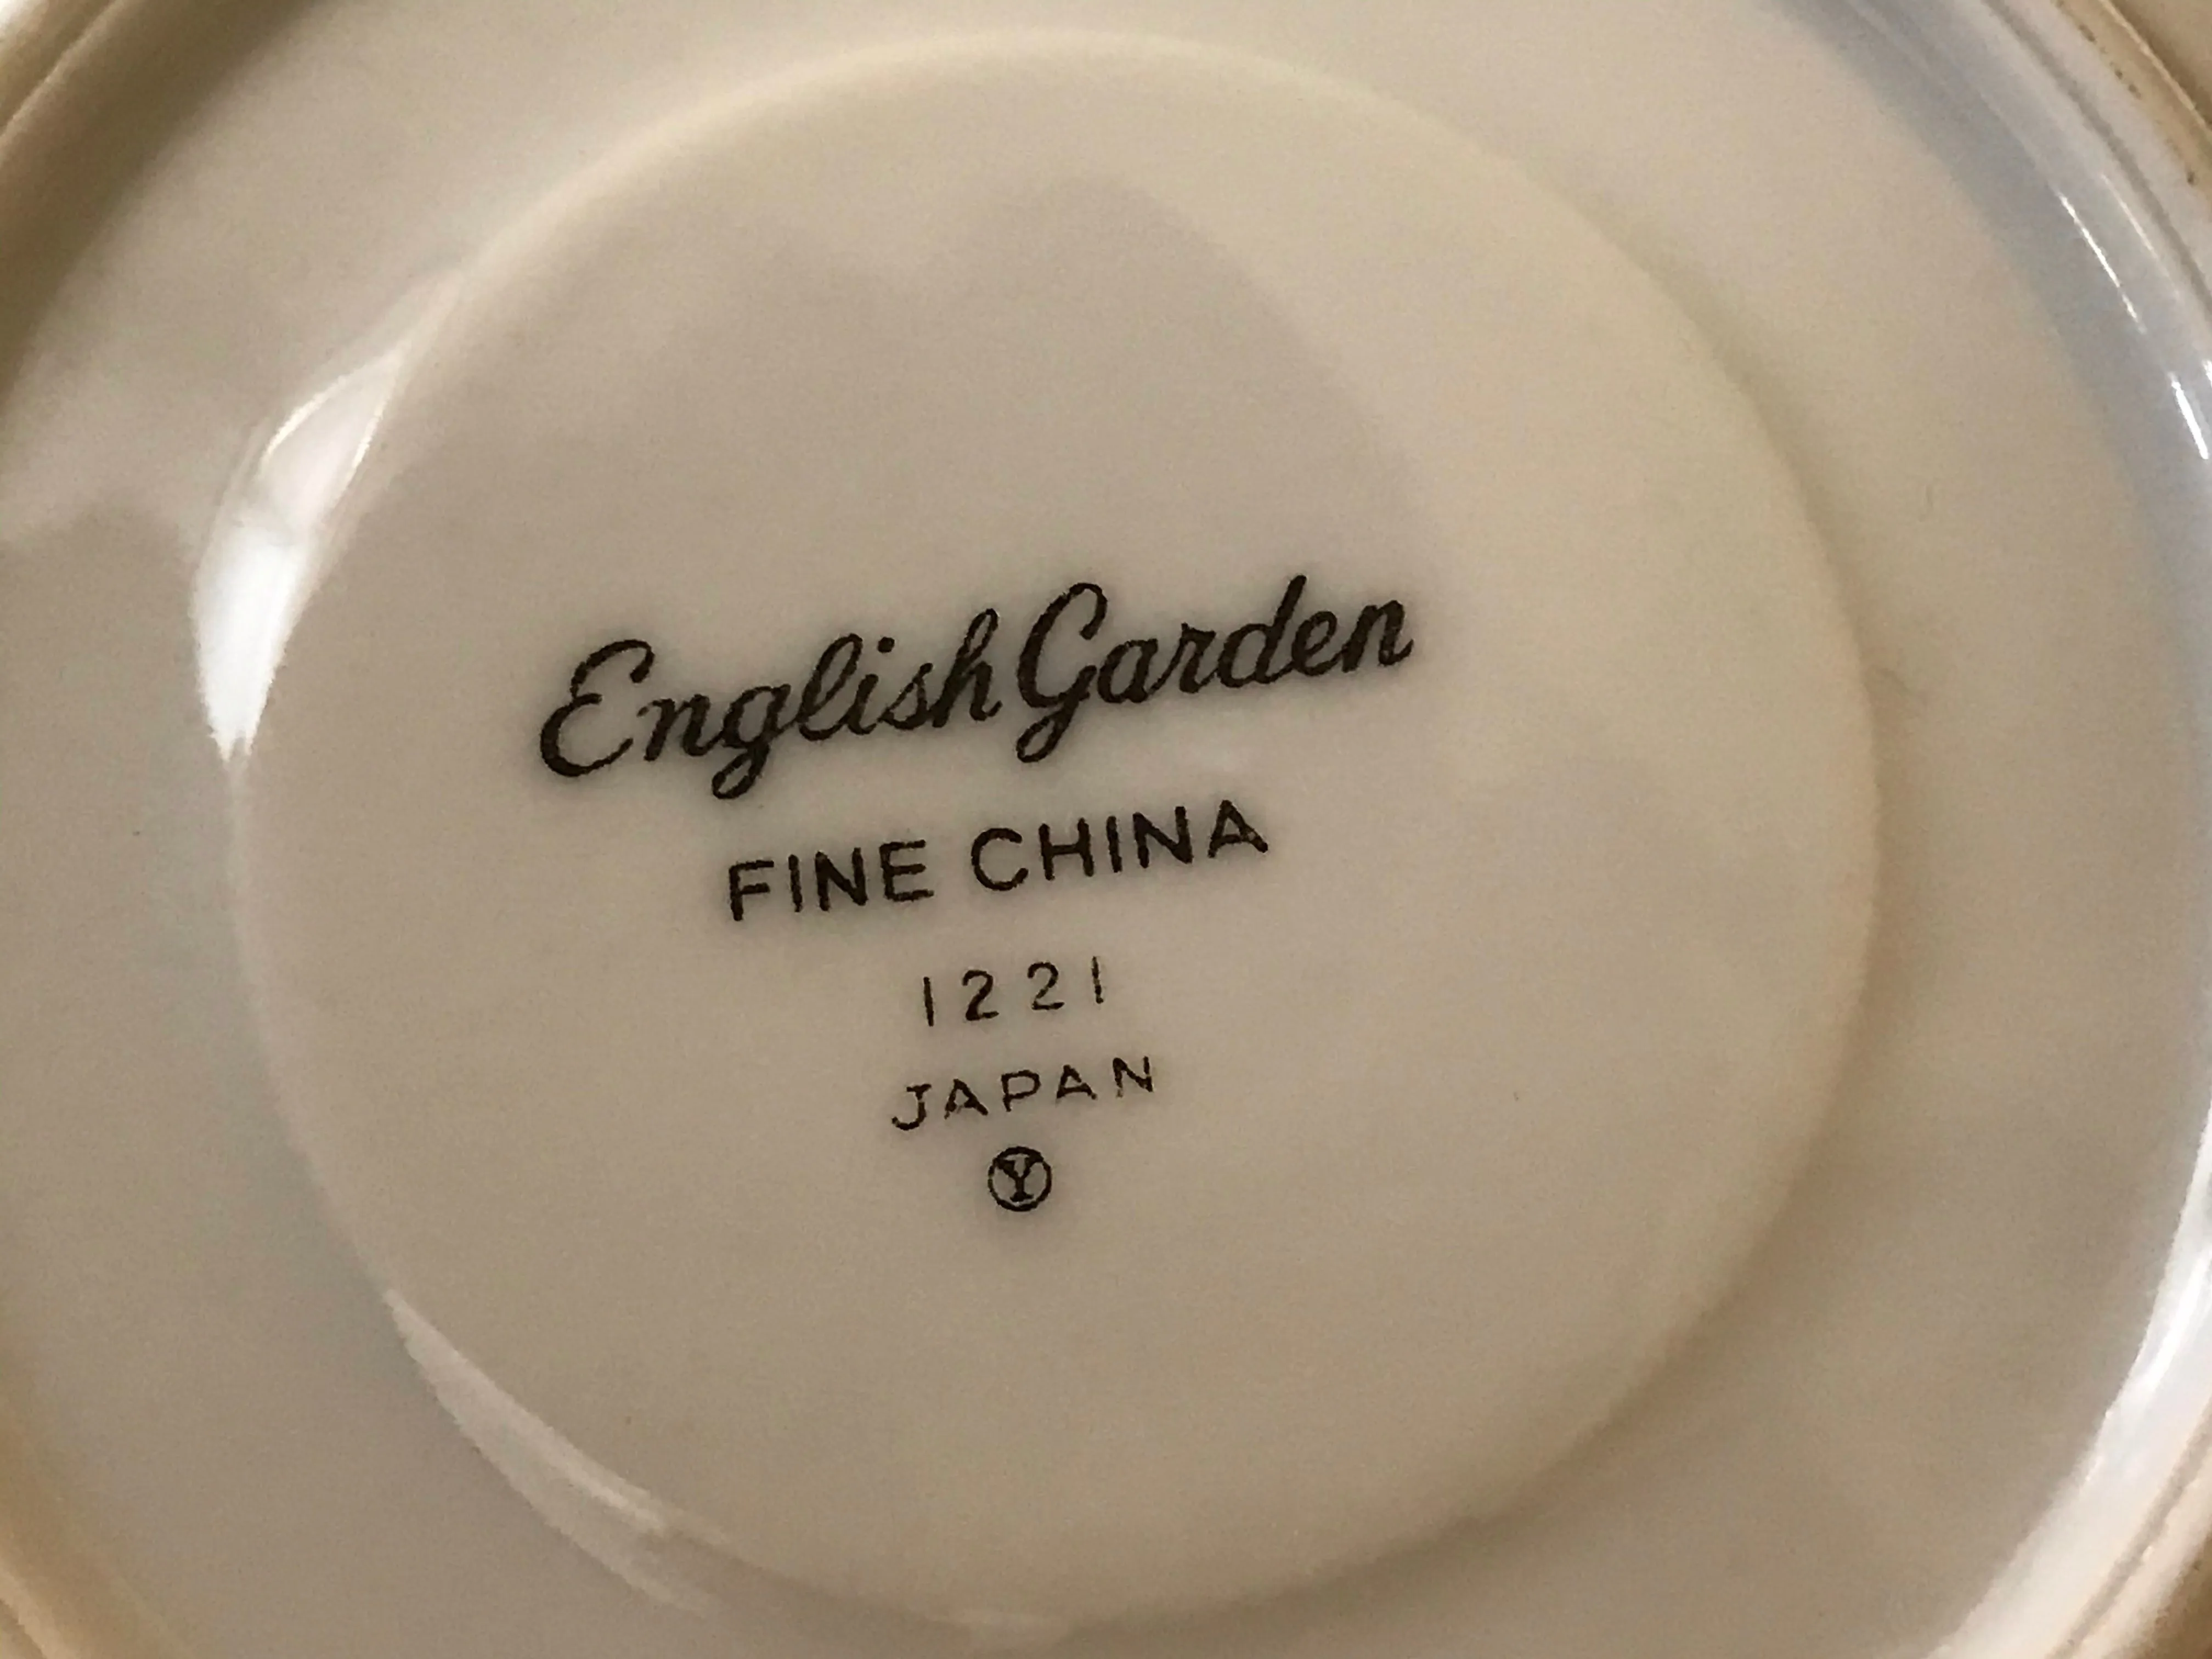 English Garden
FINE CHINA
1221
JAPAN
Ⓨ